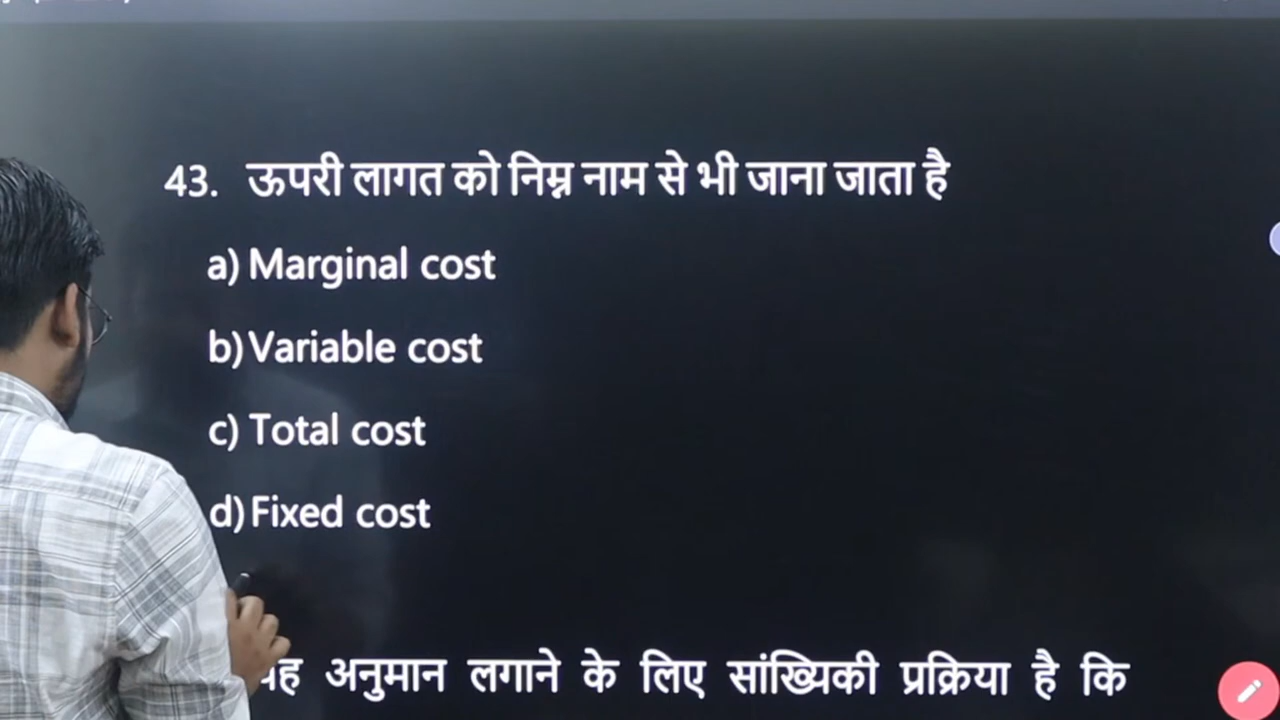 43. ऊपरी लागत को निम्न नाम से भी जाना जाता है
a) Marginal cost
b) Variable cost
c) Total cost
d) Fixed cost
अनुमान लगाने के लिए सांख्यिकी प्रक्रिया है कि